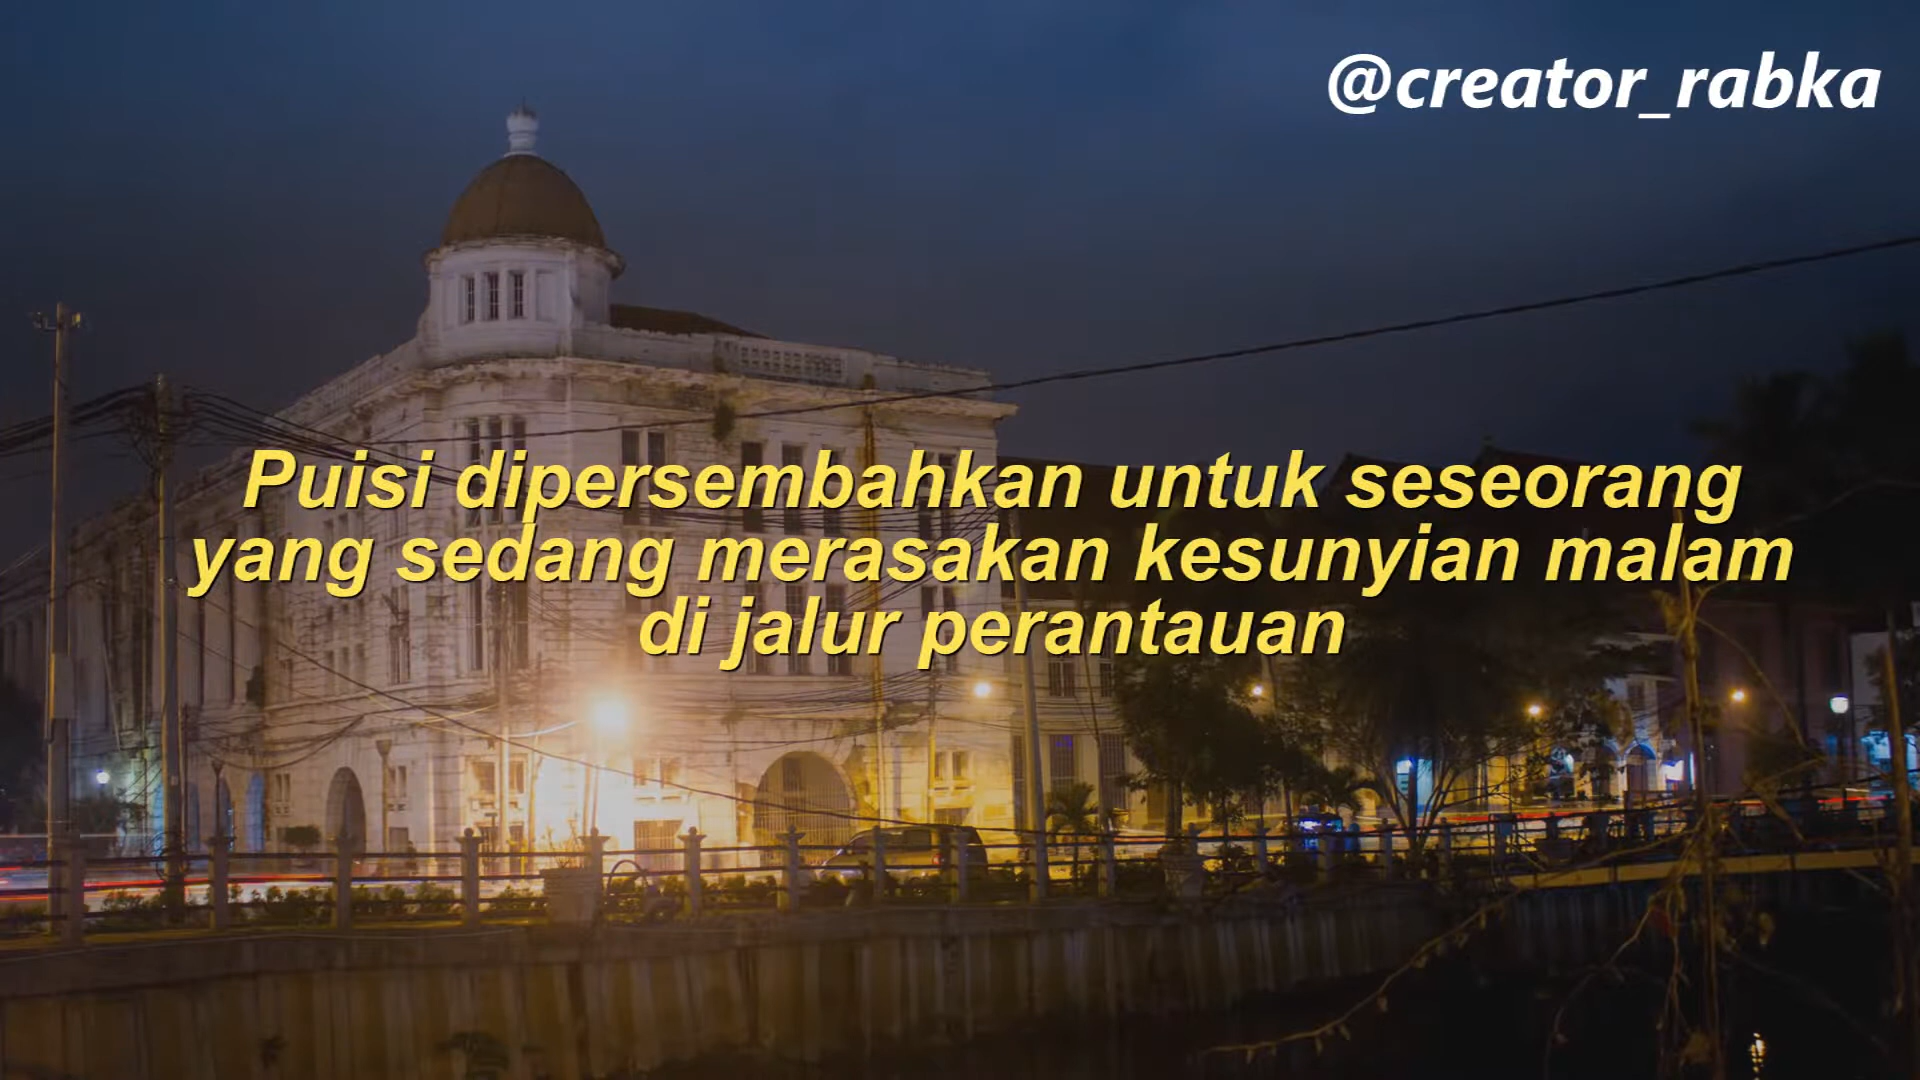 @creator_rabka
Puisi dipersembahkan untuk seseorang
yang sedang merasakan kesunyian malam
di jalur perantauan